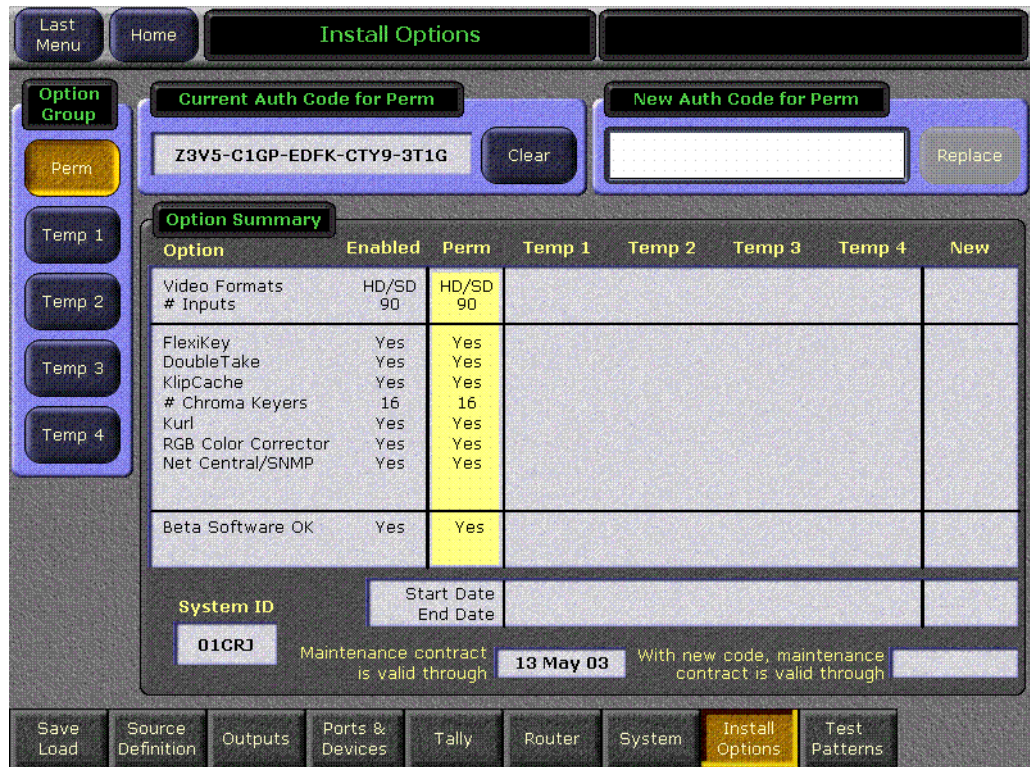 Last Menu
Home
Install Options
Option Group
Perm
Temp 1
Temp 2
Temp 3
Temp 4
Current Auth Code for Perm
Z3V5-C1GP-EDFK-CTY9-3T1G
Clear
New Auth Code for Perm
Replace
Option Summary
Option Enabled Perm Temp 1 Temp 2 Temp 3 Temp 4 New
Video Formats HD/SD HD/SD
# Inputs 90 90
FlexiKey Yes Yes
DoubleTake Yes Yes
KlipCache Yes Yes
# Chroma Keyers 16 16
Kurl Yes Yes
RGB Color Corrector Yes Yes
Net Central/SNMP Yes Yes
Beta Software OK Yes Yes
Start Date
End Date
System ID
01CRJ
Maintenance contract
is valid through
13 May 03
With new code, maintenance
contract is valid through
Save Load
Source Definition
Outputs
Ports & Devices
Tally
Router
System
Install Options
Test Patterns